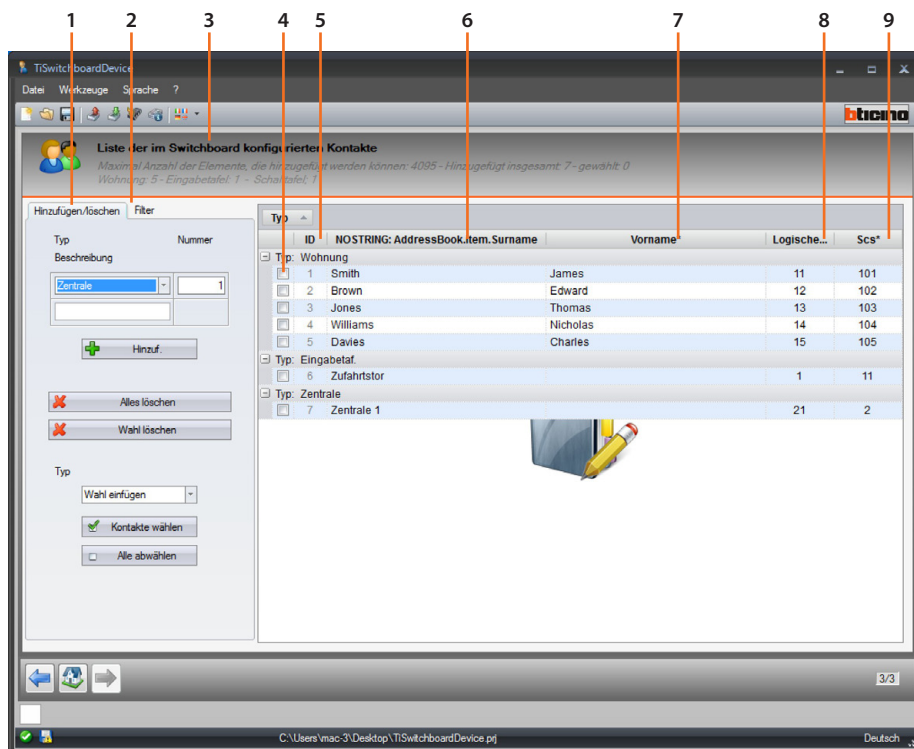 1 2 3 4 5 6 7 8 9
TiSwitchboardDevice
Datei Werkzeuge Sprache ?
bticino
Liste der im Switchboard konfigurierten Kontakte
Maximal Anzahl der Elemente, die hinzugefügt werden können: 4095 - Hinzugefügt insgesamt: 7 - gewählt: 0
Wohnung: 5 - Eingabetafel: 1 - Schalttafel: 1
Hinzufügen/löschen Filter
Typ Nummer
Beschreibung
Zentrale 1
Hinzuf.
Alles löschen
Wahl löschen
Typ
Wahl einfügen
Kontakte wählen
Alle abwählen
Typ
ID NOSTRING: AddressBook.item.Surname Vorname* Logische... Scs*
Typ: Wohnung
1 Smith James 11 101
2 Brown Edward 12 102
3 Jones Thomas 13 103
4 Williams Nicholas 14 104
5 Davies Charles 15 105
Typ: Eingabetaf.
6 Zufahrtstor 1 11
Typ: Zentrale
7 Zentrale 1 21 2
3/3
C:\Users\mac-3\Desktop\TiSwitchboardDevice.prj Deutsch